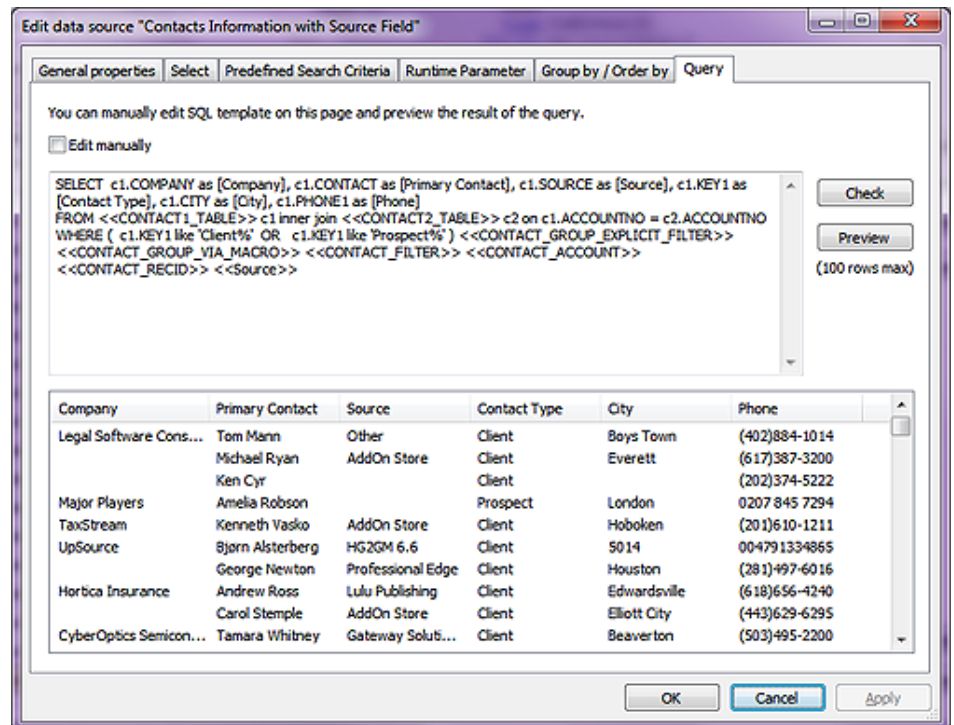 Edit data source "Contacts Information with Source Field"
General properties Select Predefined Search Criteria Runtime Parameter Group by / Order by Query
You can manually edit SQL template on this page and preview the result of the query.
Edit manually
SELECT c1.COMPANY as [Company], c1.CONTACT as [Primary Contact], c1.SOURCE as [Source], c1.KEY1 as
[Contact Type], c1.CITY as [City], c1.PHONE1 as [Phone]
FROM <<CONTACT1_TABLE>> c1 inner join <<CONTACT2_TABLE>> c2 on c1.ACCOUNTNO = c2.ACCOUNTNO
WHERE ( c1.KEY1 like 'Client%' OR c1.KEY1 like 'Prospect%' ) <<CONTACT_GROUP_EXPLICIT_FILTER>>
<<CONTACT_GROUP_VIA_MACRO>> <<CONTACT_FILTER>> <<CONTACT_ACCOUNT>>
<<CONTACT_RECID>> <<Source>>
Check
Preview
(100 rows max)
Company Primary Contact Source Contact Type City Phone
Legal Software Cons... Tom Mann Other Client Boys Town (402)884-1014
Michael Ryan AddOn Store Client Everett (617)387-3200
Ken Cyr Client (202)374-5222
Major Players Amelia Robson Prospect London 0207 845 7294
TaxStream Kenneth Vasko AddOn Store Client Hoboken (201)610-1211
UpSource Bjørn Alsterberg HG2GM 6.6 Client 5014 004791334865
George Newton Professional Edge Client Houston (281)497-6016
Hortica Insurance Andrew Ross Lulu Publishing Client Edwardsville (618)656-4240
Carol Stemple AddOn Store Client Elliott City (443)629-6295
CyberOptics Semicon... Tamara Whitney Gateway Soluti... Client Beaverton (503)495-2200
OK Cancel Apply